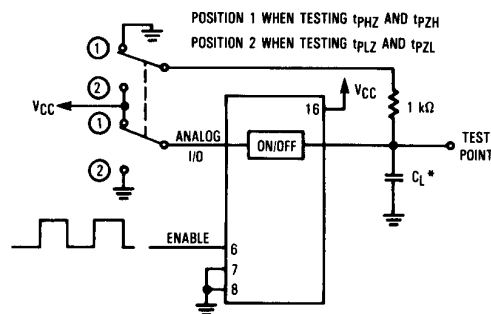 POSITION 1 WHEN TESTING tPHZ AND tPZH
POSITION 2 WHEN TESTING tPLZ AND tPZL
1
2
VCC
1
2
16
VCC
1 kΩ
TEST
POINT
ANALOG
I/O
ON/OFF
CL*
ENABLE
6
7
8